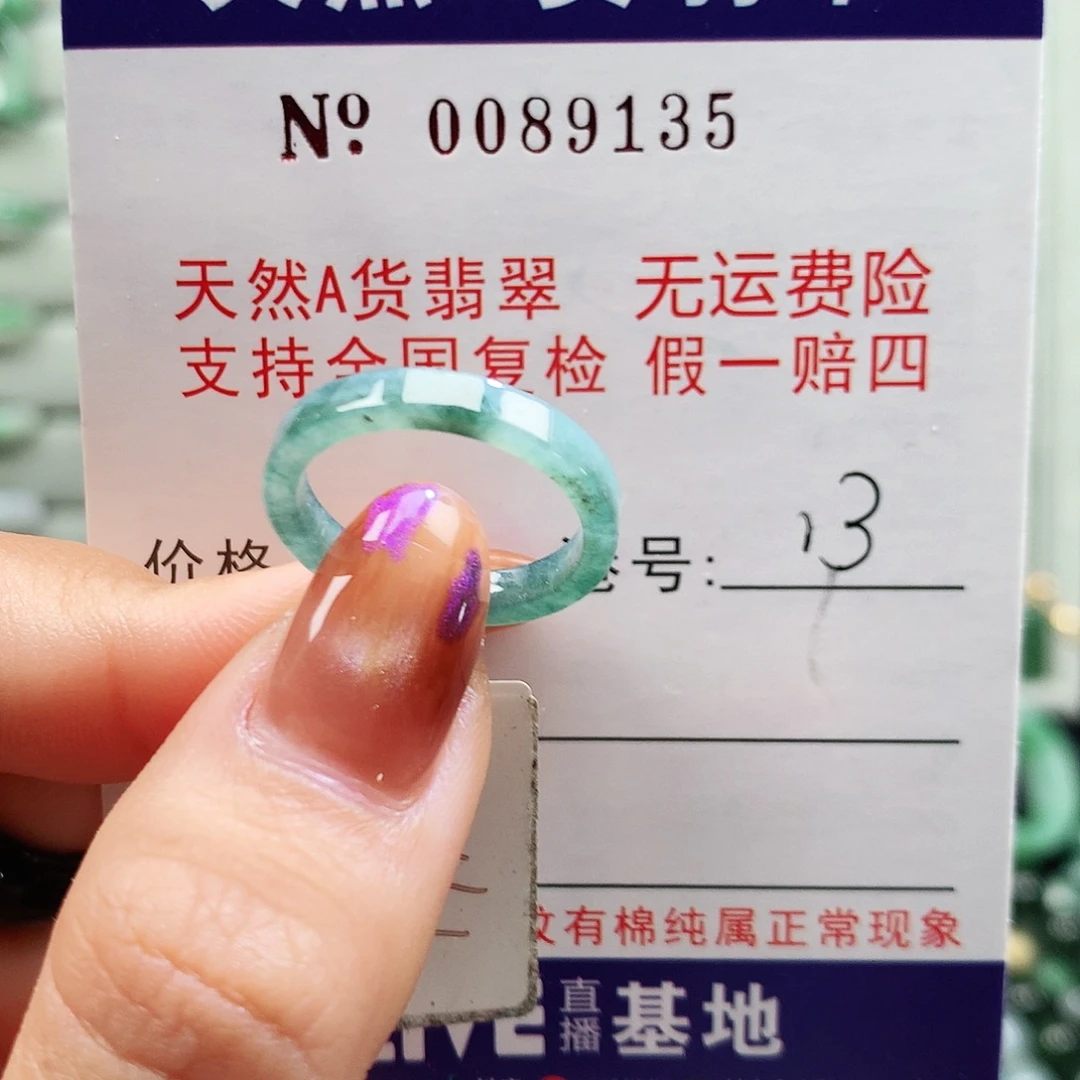 № 0089135
天然A货翡翠 无运费险
支持全国复检 假一赔四
价格 号: 13
纹有棉纯属正常现象
LIVE 直播 基地